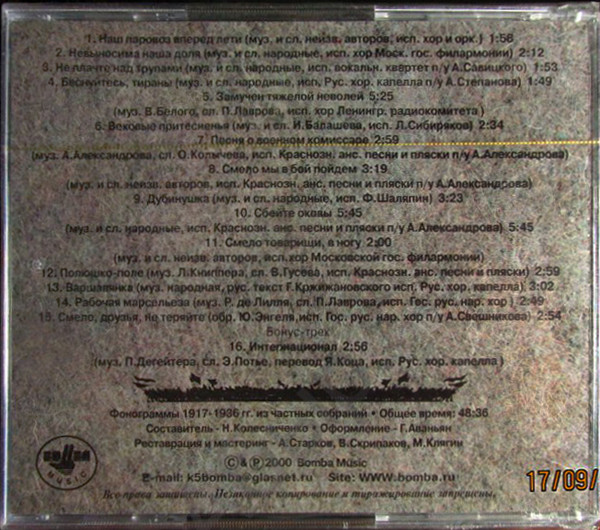 1. Наш паровоз вперед лети (муз. и сл. неизв. авторов, исп. хор и орк.) 1:58
2. Невыносима наша доля (муз. и сл. народные, исп. хор Моск. гос. филармонии) 2:12
3. Не плачте над трупами (муз. и сл. народные, исп. вокальн. квартет п/у А.Савицкого) 1:53
4. Беснуйтесь, тираны (муз. и сл. народные, исп. Рус. хор. капелла п/у А.Степанова) 1:49
5. Замучен тяжелой неволей 5:25
(муз. В.Белого, сл. П.Лаврова, исп. хор Ленингр. радиокомитета)
6. Вековые притесненья (муз. и сл. И.Балашева, исп. Л.Сибиряков) 2:34
7. Песня о военном комиссаре 2:59
(муз. А.Александрова, сл. О.Колычева, исп. Краснозн. анс. песни и пляски п/у А.Александрова)
8. Смело мы в бой пойдем 3:19
(муз. и сл. неизв. авторов, исп. Краснозн. анс. песни и пляски п/у А.Александрова)
9. Дубинушка (муз. и сл. народные, исп. Ф.Шаляпин) 3:23
10. Сбейте оковы 5:45
(муз. и сл. народные, исп. Краснозн. анс. песни и пляски п/у А.Александрова) 5:45
11. Смело товарищи, в ногу 2:00
(муз. и сл. неизв. авторов, исп.хор Московской гос. филармонии)
12. Полюшко-поле (муз. Л.Книппера, сл. В.Гусева, исп. Краснозн. анс. песни и пляски) 2:59
13. Варшавянка (муз. народная, рус. текст Г.Кржижановского исп. Рус. хор. капелла) 3:02
14. Рабочая марсельеза (муз. Р. де Лилля, сл. П.Лаврова, исп. Гос. рус. нар. хор ) 2:49
15. Смело, друзья, не теряйте (обр. Ю.Энгеля,исп. Гос. рус. нар. хор п/у А.Свешникова) 2:54
Бонус-трек
16. Интернационал 2:56
(муз. П.Дегейтера, сл. Э.Потье, перевод Я.Коца, исп. Рус. хор. капелла )
Фонограммы 1917-1936 гг. из частных собраний • Общее время: 48:36
Составитель - Н.Колесниченко • Оформление - Г.Аваньян
Реставрация и мастеринг - А.Старков, В.Скрипаков, М.Клягин
© & ℗ 2000 Bomba Music
E-mail: k5bomba@glasnet.ru Site: WWW.bomba.ru
Все права защищены. Незаконное копирование и тиражирование запрещены.
BOMBA
MUSIC
17/09/